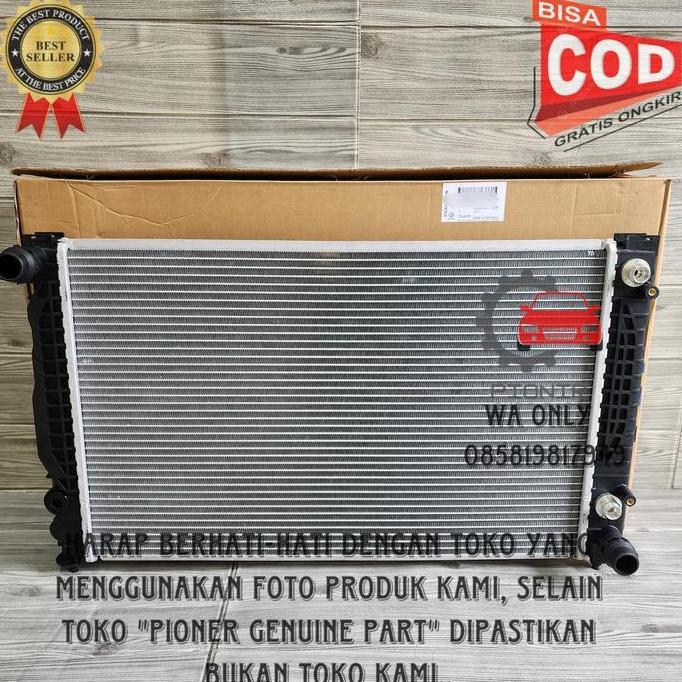 THE BEST PRODUCT
BEST
SELLER
AT THE BEST PRICE
BISA
COD
GRATIS ONGKIR
WA ONLY
HARAP BERHATI-HATI DENGAN TOKO YANG
MENGGUNAKAN FOTO PRODUK KAMI, SELAIN
TOKO "PIONER GENUINE PART" DIPASTIKAN
BUKAN TOKO KAMI